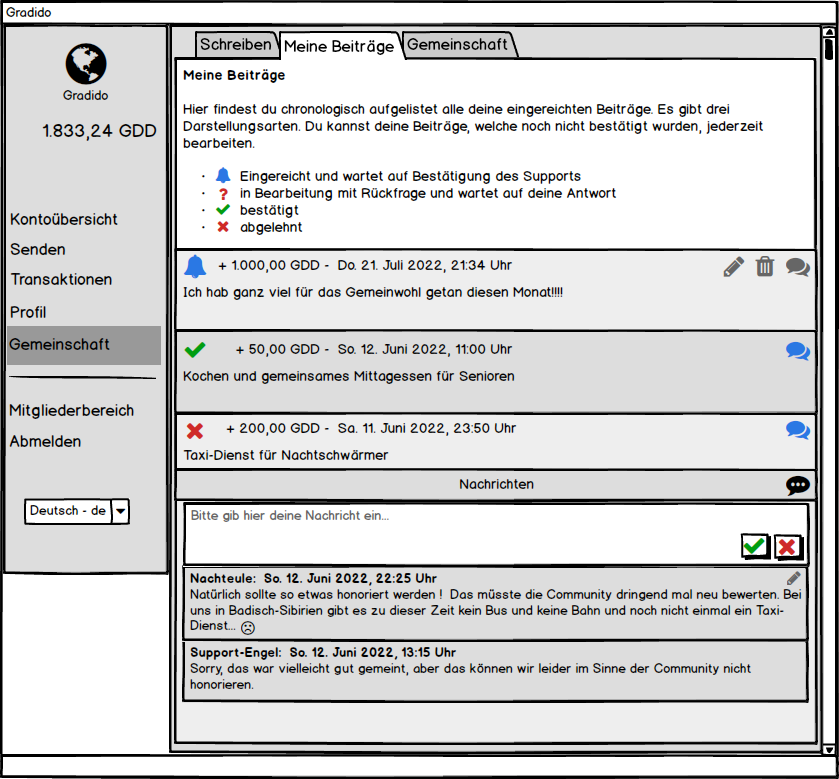 Gradido
Schreiben
Meine Beiträge
Gemeinschaft
Gradido
1.833,24 GDD
Kontoübersicht
Senden
Transaktionen
Profil
Gemeinschaft
Mitgliederbereich
Abmelden
Deutsch - de
Meine Beiträge
Hier findest du chronologisch aufgelistet alle deine eingereichten Beiträge. Es gibt drei
Darstellungsarten. Du kannst deine Beiträge, welche noch nicht bestätigt wurden, jederzeit
bearbeiten.
· Eingereicht und wartet auf Bestätigung des Supports
· ? in Bearbeitung mit Rückfrage und wartet auf deine Antwort
· bestätigt
· abgelehnt
+ 1.000,00 GDD - Do. 21. Juli 2022, 21:34 Uhr
Ich hab ganz viel für das Gemeinwohl getan diesen Monat!!!!
+ 50,00 GDD - So. 12. Juni 2022, 11:00 Uhr
Kochen und gemeinsames Mittagessen für Senioren
+ 200,00 GDD - Sa. 11. Juni 2022, 23:50 Uhr
Taxi-Dienst für Nachtschwärmer
Nachrichten
Bitte gib hier deine Nachricht ein...
Nachteule: So. 12. Juni 2022, 22:25 Uhr
Natürlich sollte so etwas honoriert werden ! Das müsste die Community dringend mal neu bewerten. Bei
uns in Badisch-Sibirien gibt es zu dieser Zeit kein Bus und keine Bahn und noch nicht einmal ein Taxi-
Dienst... ☹
Support-Engel: So. 12. Juni 2022, 13:15 Uhr
Sorry, das war vielleicht gut gemeint, aber das können wir leider im Sinne der Community nicht
honorieren.